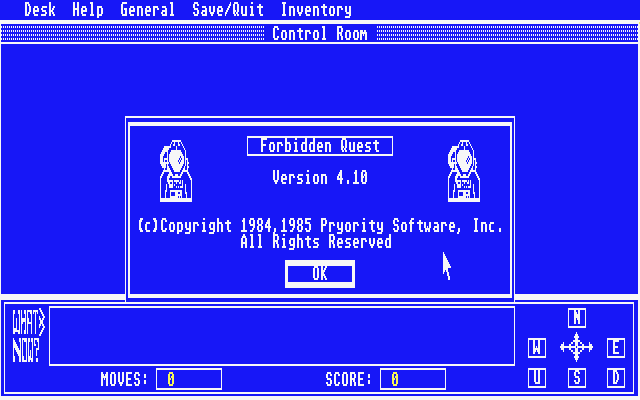 Desk Help General Save/Quit Inventory
Control Room
Forbidden Quest
Version 4.10
(c)Copyright 1984,1985 Pryority Software, Inc.
All Rights Reserved
OK
WHAT
NOW?
N
W E
U S D
MOVES: 0 SCORE: 0